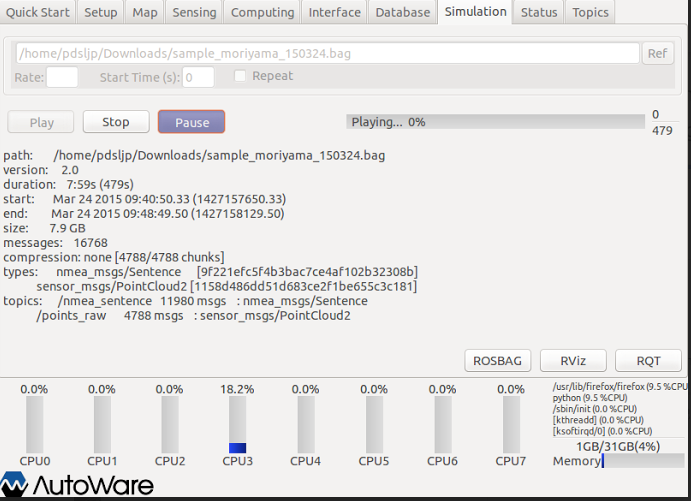 Quick Start Setup Map Sensing Computing Interface Database Simulation Status Topics
/home/pdsljp/Downloads/sample_moriyama_150324.bag Ref
Rate: Start Time (s): 0 Repeat
Play Stop Pause Playing... 0% 0
479
path: /home/pdsljp/Downloads/sample_moriyama_150324.bag
version: 2.0
duration: 7:59s (479s)
start: Mar 24 2015 09:40:50.33 (1427157650.33)
end: Mar 24 2015 09:48:49.50 (1427158129.50)
size: 7.9 GB
messages: 16768
compression: none [4788/4788 chunks]
types: nmea_msgs/Sentence [9f221efc5f4b3bac7ce4af102b32308b]
sensor_msgs/PointCloud2 [1158d486dd51d683ce2f1be655c3c181]
topics: /nmea_sentence 11980 msgs : nmea_msgs/Sentence
/points_raw 4788 msgs : sensor_msgs/PointCloud2
ROSBAG RViz RQT
0.0% 0.0% 0.0% 18.2% 0.0% 0.0% 0.0% 0.0%
CPU0 CPU1 CPU2 CPU3 CPU4 CPU5 CPU6 CPU7
/usr/lib/firefox/firefox (9.5 %CPU
python (9.5 %CPU)
/sbin/init (0.0 %CPU)
[kthreadd] (0.0 %CPU)
[ksoftirqd/0] (0.0 %CPU)
1GB/31GB(4%)
Memory
AutoWare